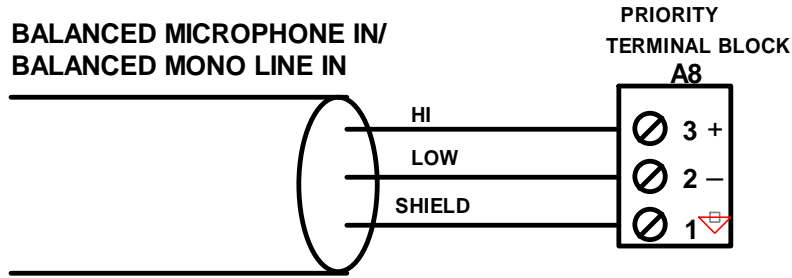 BALANCED MICROPHONE IN/
BALANCED MONO LINE IN
PRIORITY
TERMINAL BLOCK
A8
HI
3 +
LOW
2 –
SHIELD
1